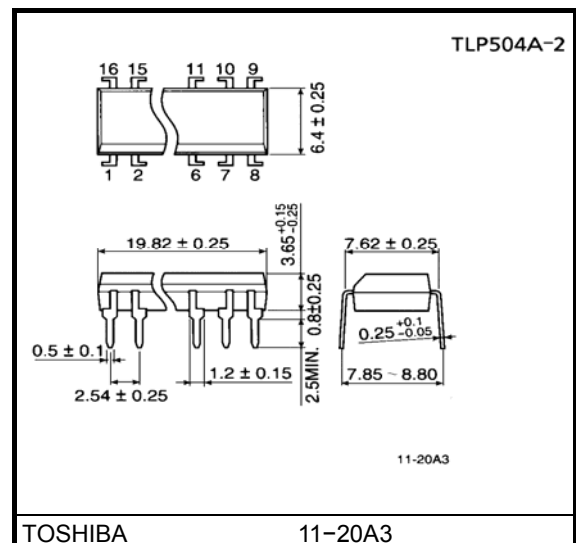 TLP504A-2
16 15 11 10 9
6.4 ± 0.25
1 2 6 7 8
19.82 ± 0.25
3.65 +0.15 -0.25
7.62 ± 0.25
0.8±0.25
0.25 +0.1 -0.05
0.5 ± 0.1
1.2 ± 0.15
2.5MIN.
7.85 ~ 8.80
2.54 ± 0.25
11-20A3
TOSHIBA 11−20A3